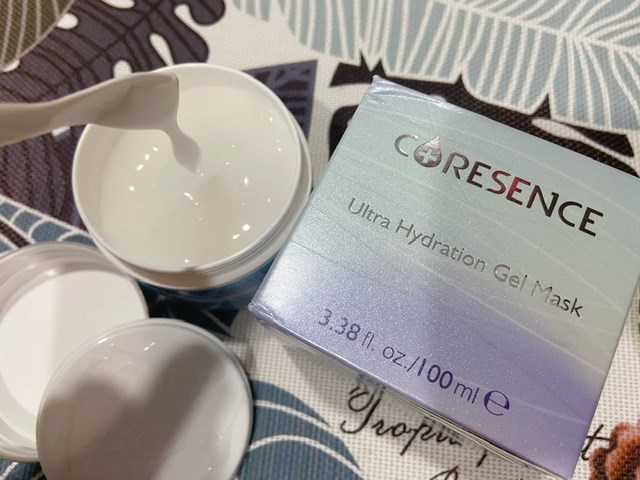 CORESENCE
Ultra Hydration Gel Mask
3.38 fl. oz./100 ml ℮